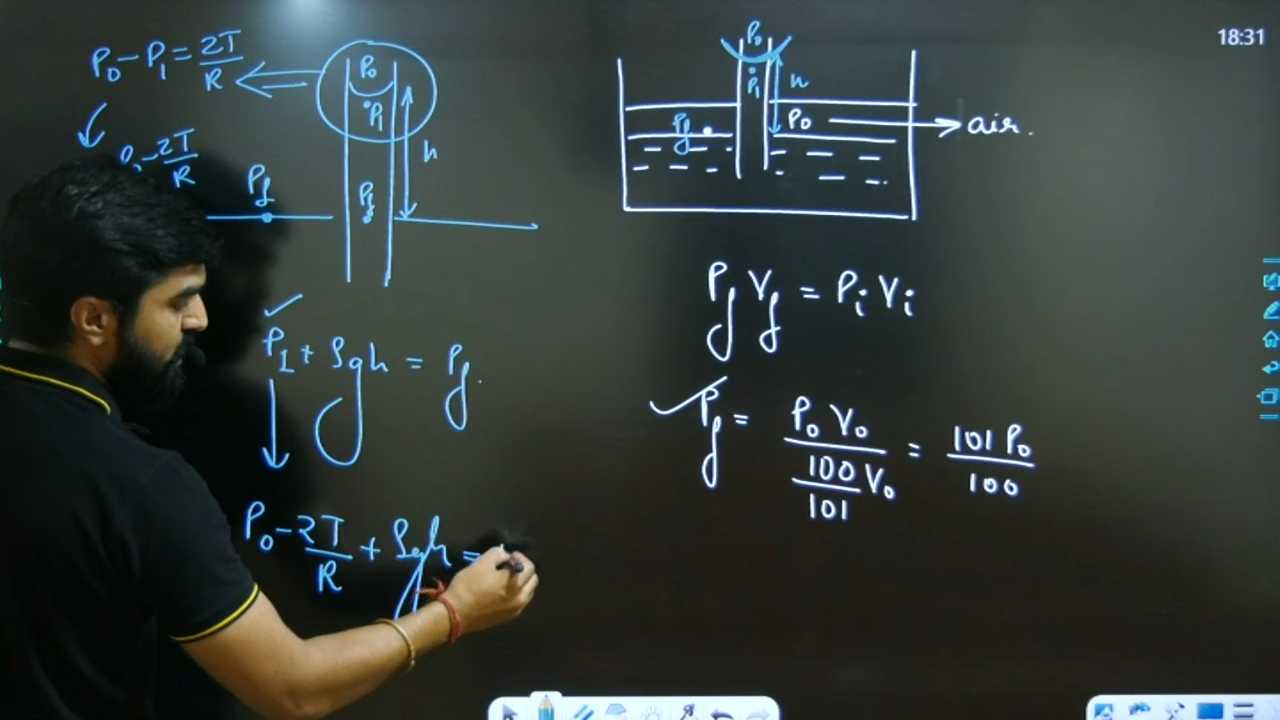 18:31
P₀ - P₁ = 2T/R
2T/R
P₀
P₁
h
P_f
P_f
P₀
P₁
h
P_f
P₀
air.
P_f V_f = P_i V_i
P_f = P₀ V₀ / (100/101 V₀) = 101 P₀ / 100
P₁ + ρgh = P_f.
P₀ - 2T/R + ρgh =